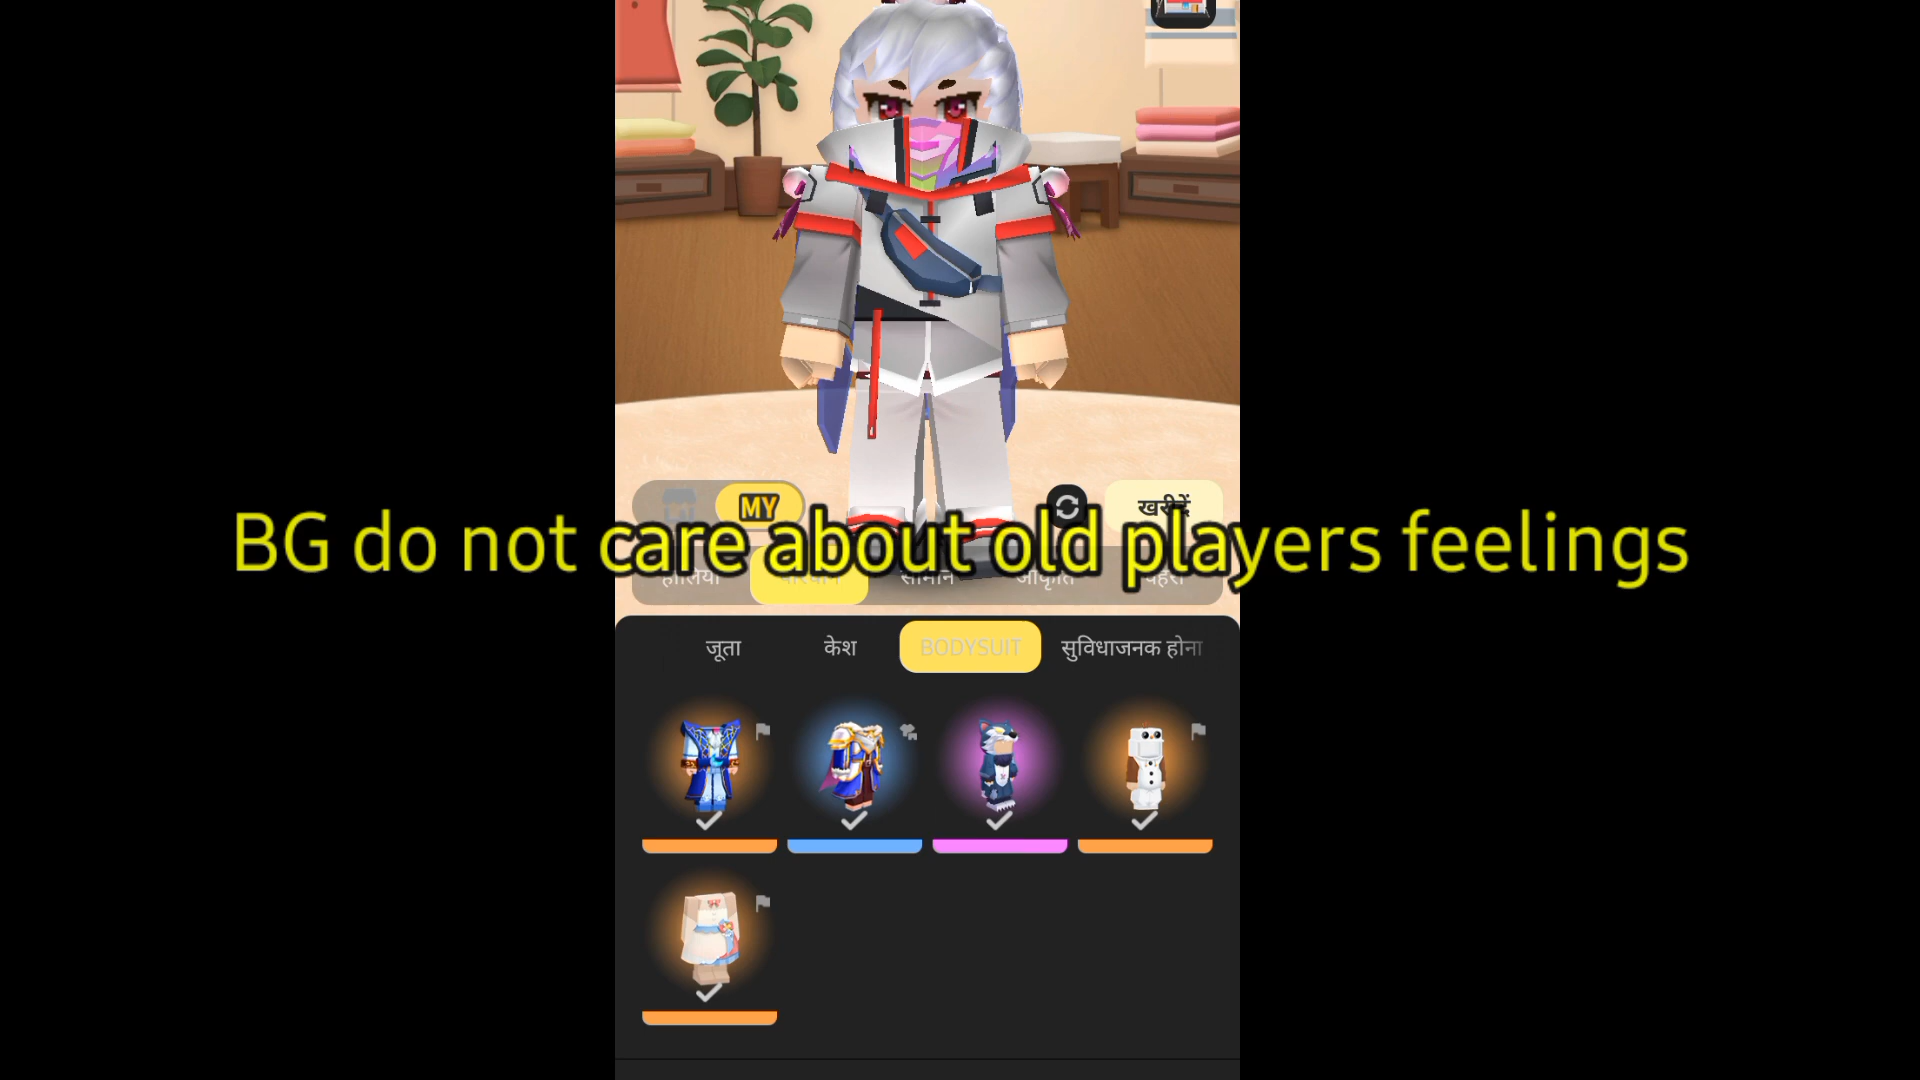 MY
खरीदें
BG do not care about old players feelings
जूता
केश
BODYSUIT
सुविधाजनक होना